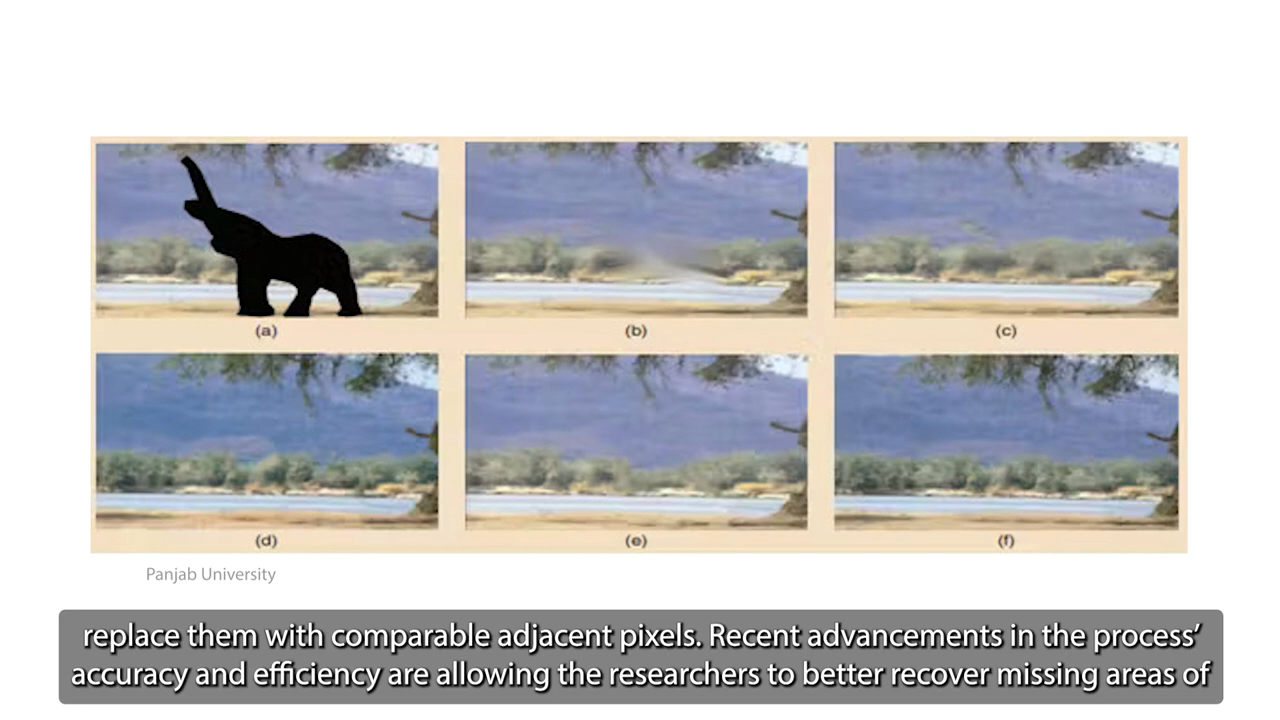 (a)
(b)
(c)
(d)
(e)
(f)
Panjab University
replace them with comparable adjacent pixels. Recent advancements in the process’
accuracy and efficiency are allowing the researchers to better recover missing areas of